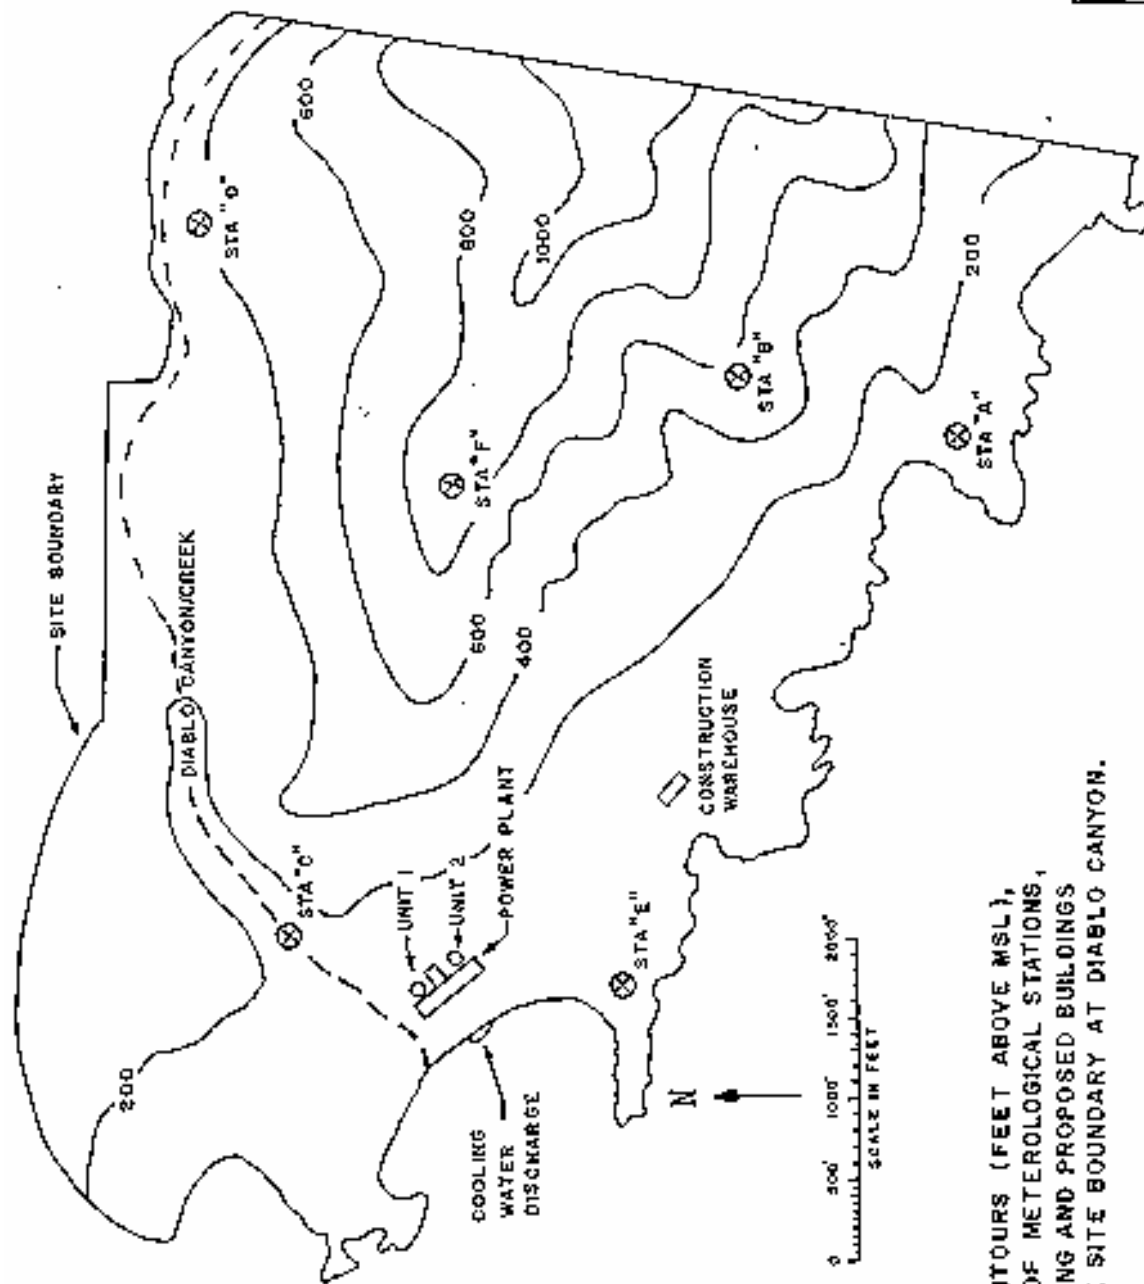 SITE BOUNDARY
DIABLO CANYON/CREEK
600
STA "D"
800
1000
STA "F"
STA "B"
200
STA "A"
600
400
STA "C"
UNIT 1
UNIT 2
POWER PLANT
CONSTRUCTION
WAREHOUSE
STA "E"
200
COOLING
WATER
DISCHARGE
N
0 500' 1000' 1500' 2000'
SCALE IN FEET
(FEET ABOVE MSL),
OF METEROLOGICAL STATIONS,
AND PROPOSED BUILDINGS
SITE BOUNDARY AT DIABLO CANYON.